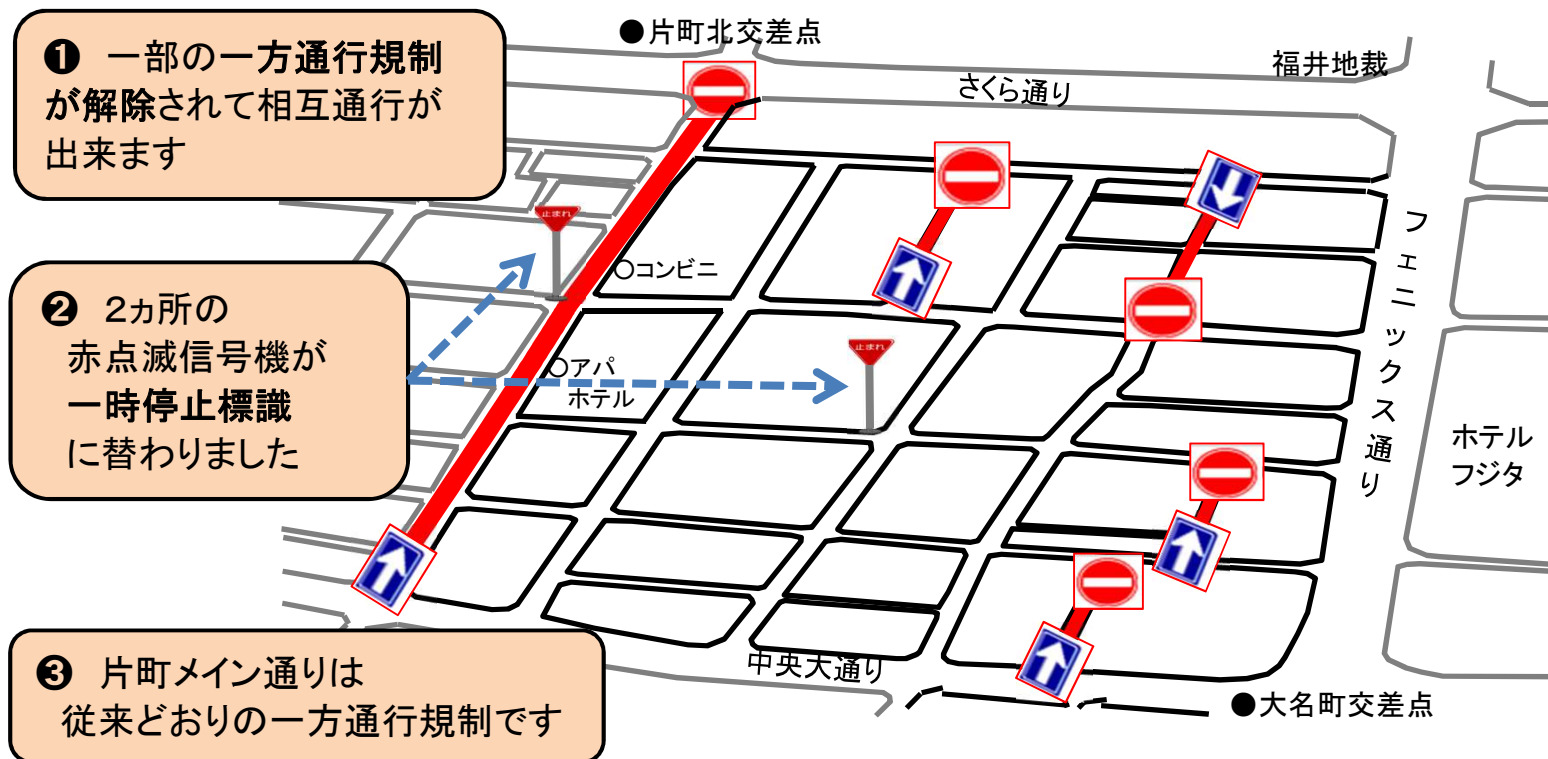 ❶ 一部の一方通行規制
が解除されて相互通行が
出来ます
❷ 2ヵ所の
赤点滅信号機が
一時停止標識
に替わりました
❸ 片町メイン通りは
従来どおりの一方通行規制です
●片町北交差点
さくら通り
福井地裁
止まれ
○コンビニ
○アパ
ホテル
止まれ
フェニックス通り
ホテル
フジタ
中央大通り
●大名町交差点